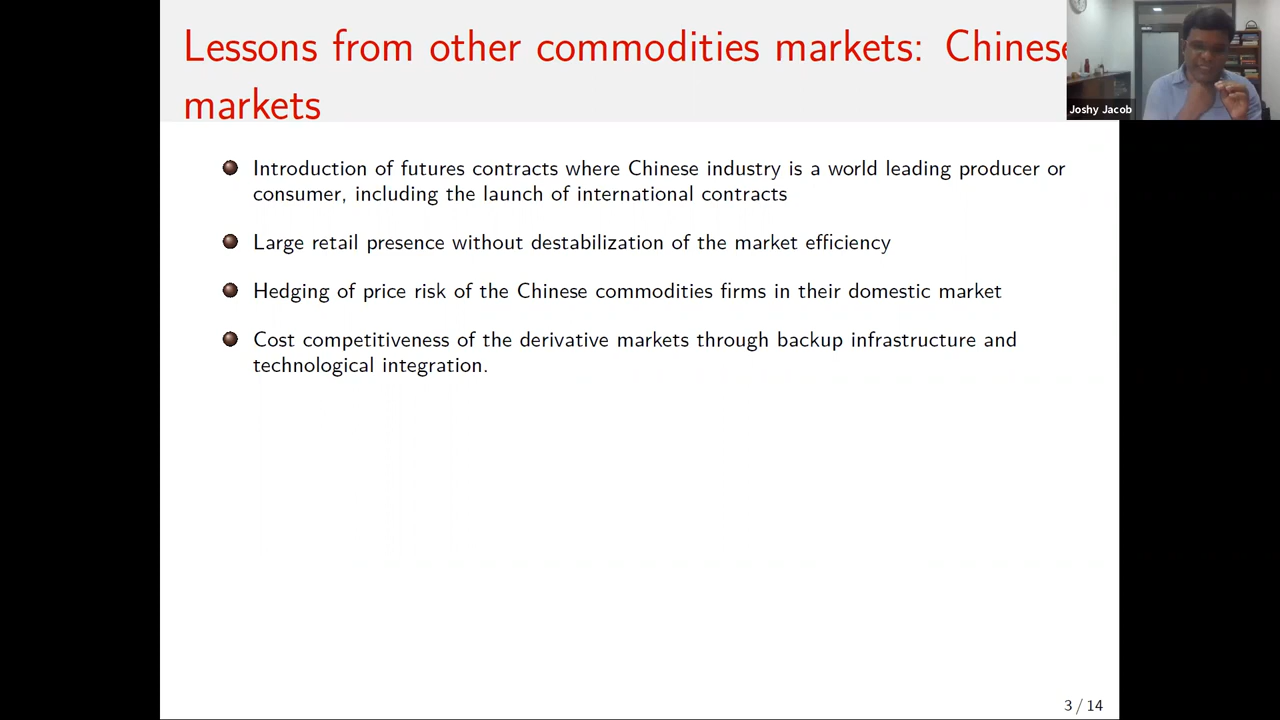 Lessons from other commodities markets: Chinese
markets
Joshy Jacob
Introduction of futures contracts where Chinese industry is a world leading producer or
consumer, including the launch of international contracts
Large retail presence without destabilization of the market efficiency
Hedging of price risk of the Chinese commodities firms in their domestic market
Cost competitiveness of the derivative markets through backup infrastructure and
technological integration.
3 / 14